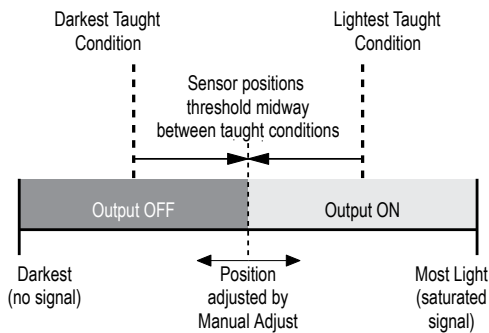 Darkest Taught
Condition
Lightest Taught
Condition
Sensor positions
threshold midway
between taught conditions
Output OFF
Output ON
Darkest
(no signal)
Position
adjusted by
Manual Adjust
Most Light
(saturated
signal)